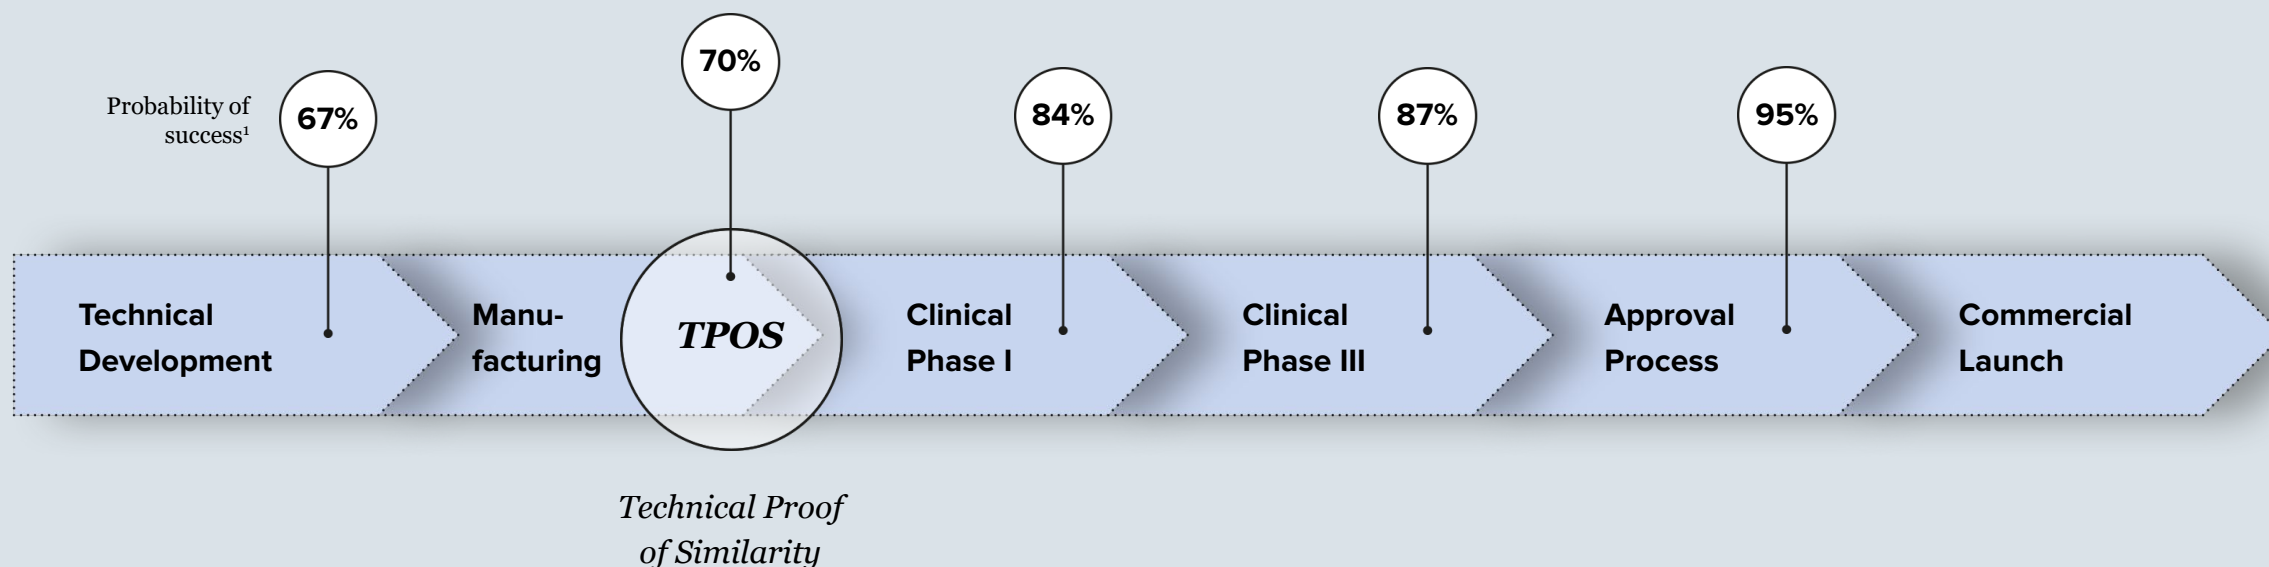 70%
Probability of
success¹
67%
84%
87%
95%
Technical
Development
Manu-
facturing
TPOS
Clinical
Phase I
Clinical
Phase III
Approval
Process
Commercial
Launch
Technical Proof
of Similarity